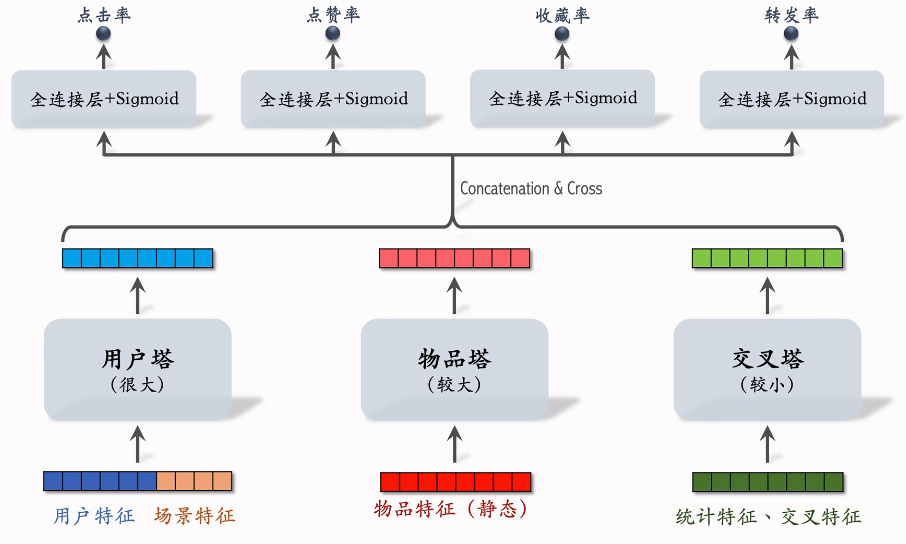 点击率
点赞率
收藏率
转发率
全连接层+Sigmoid
全连接层+Sigmoid
全连接层+Sigmoid
全连接层+Sigmoid
Concatenation & Cross
用户塔
（很大）
物品塔
（较大）
交叉塔
（较小）
用户特征
场景特征
物品特征（静态）
统计特征、交叉特征